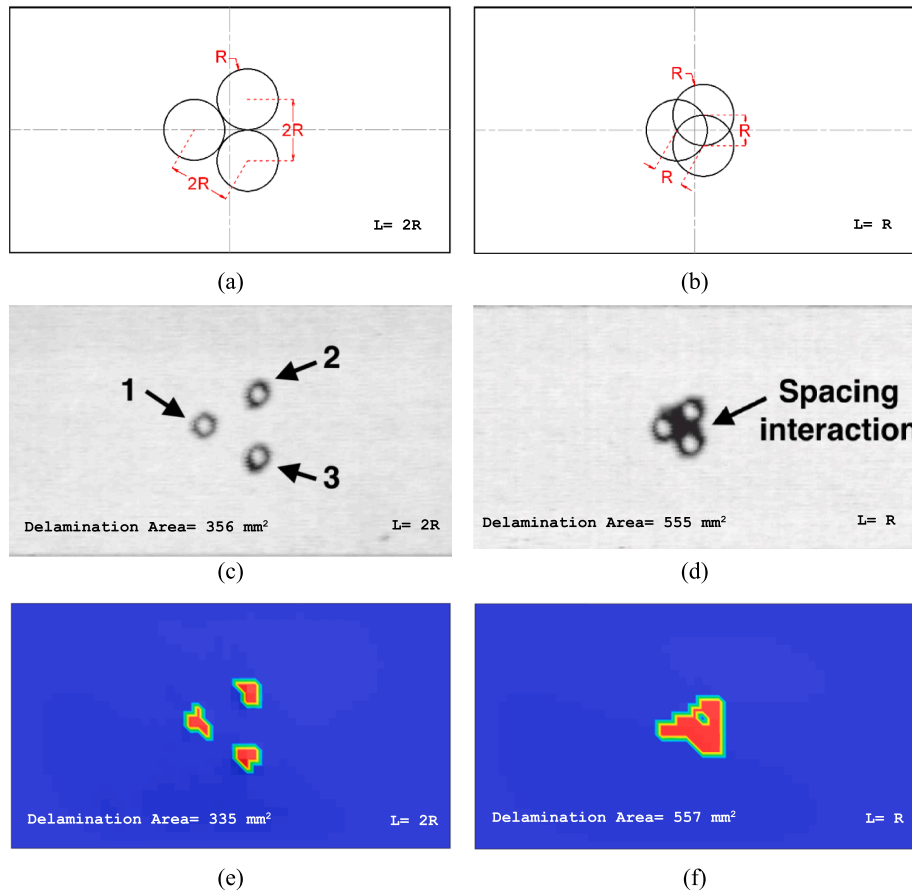 R
2R
2R
L= 2R
(a)
R
R
R
L= R
(b)
1
2
3
Delamination Area= 356 mm²
L= 2R
(c)
Spacing
interaction
Delamination Area= 555 mm²
L= R
(d)
Delamination Area= 335 mm²
L= 2R
(e)
Delamination Area= 557 mm²
L= R
(f)